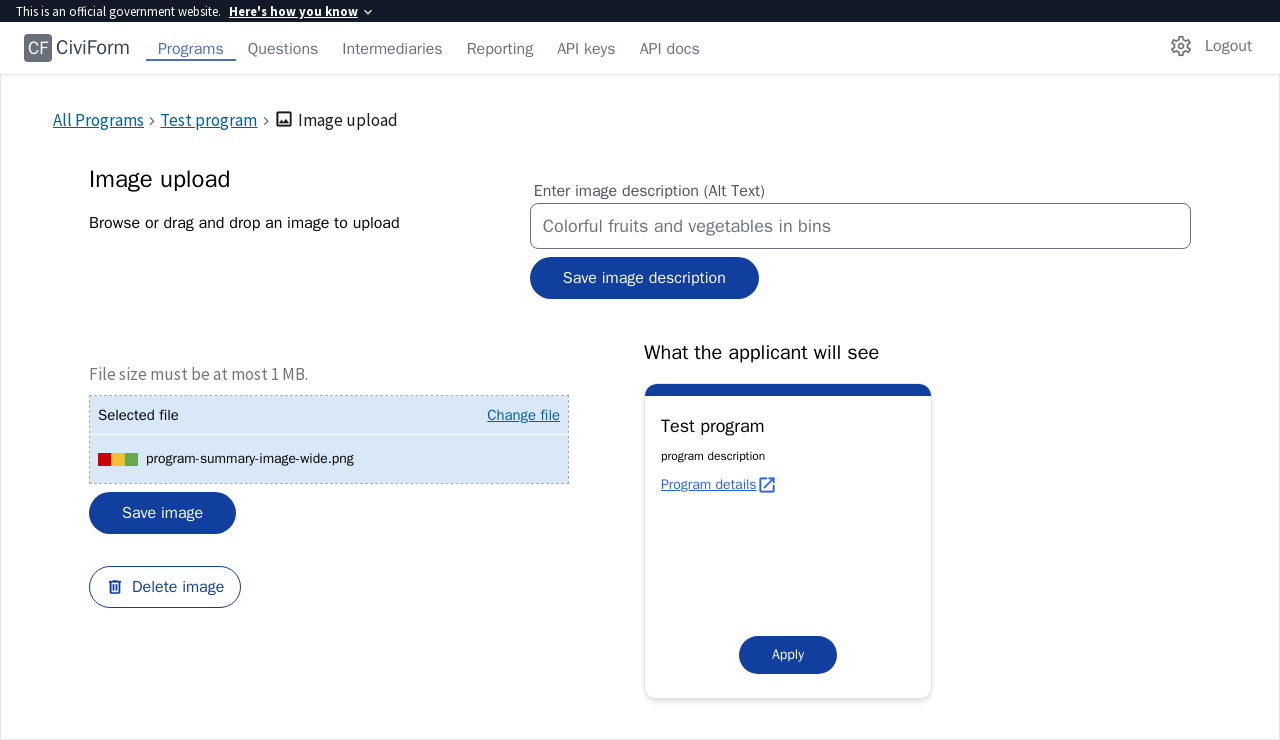 This is an official government website. Here's how you know
CF CiviForm Programs Questions Intermediaries Reporting API keys API docs Logout
All Programs > Test program > Image upload
Image upload
Browse or drag and drop an image to upload
Enter image description (Alt Text)
Colorful fruits and vegetables in bins
Save image description
File size must be at most 1 MB.
Selected file Change file
program-summary-image-wide.png
Save image
Delete image
What the applicant will see
Test program
program description
Program details
Apply